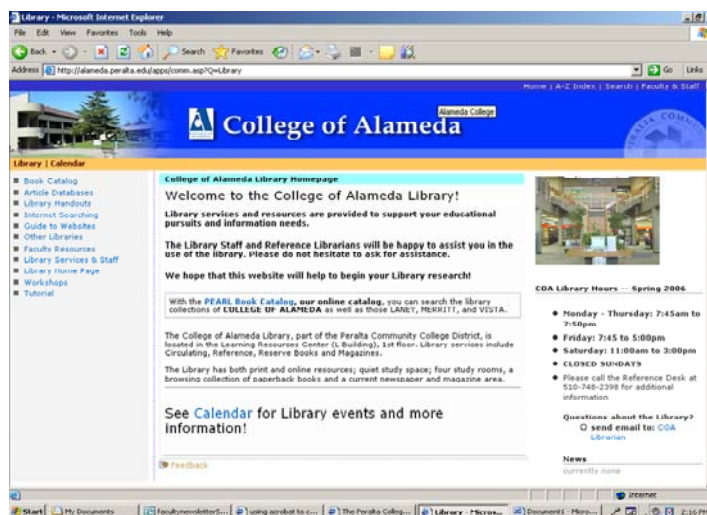 Library - Microsoft Internet Explorer
File Edit View Favorites Tools Help
Back Search Favorites
Address http://alameda.peralta.edu/apps/comm.asp?Q=Library Go Links
Home | A-Z Index | Search | Faculty & Staff
Alameda College
College of Alameda
Library | Calendar
Book Catalog
Article Databases
Library Handouts
Internet Searching
Guide to Websites
Other Libraries
Faculty Resources
Library Services & Staff
Library Home Page
Workshops
Tutorial
College of Alameda Library Homepage
Welcome to the College of Alameda Library!
Library services and resources are provided to support your educational
pursuits and information needs.
The Library Staff and Reference Librarians will be happy to assist you in the
use of the library. Please do not hesitate to ask for assistance.
We hope that this website will help to begin your Library research!
With the PEARL Book Catalog, our online catalog, you can search the library
collections of COLLEGE OF ALAMEDA as well as those LANEY, MERRITT, and VISTA.
The College of Alameda Library, part of the Peralta Community College District, is
located in the Learning Resources Center (L Building), 1st floor. Library services include
Circulating, Reference, Reserve Books and Magazines.
The Library has both print and online resources; quiet study space; four study rooms, a
browsing collection of paperback books and a current newspaper and magazine area.
See Calendar for Library events and more
information!
Feedback
COA Library Hours -- Spring 2006
Monday - Thursday: 7:45am to
7:50pm
Friday: 7:45 to 5:00pm
Saturday: 11:00am to 3:00pm
CLOSED SUNDAYS
Please call the Reference Desk at
510-748-2398 for additional
information
Questions about the Library?
send email to: COA
Librarian
News
currently none
Internet
Start My Documents facultynewsletterS... using acrobat to c... The Peralta Colleg... Library - Micros... Document1 - Micro... 2:16 PM